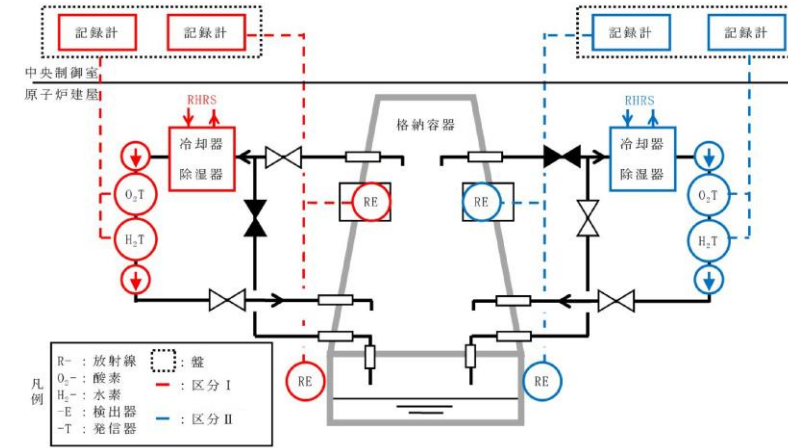 記録計
記録計
記録計
記録計
中央制御室
原子炉建屋
RHRS
格納容器
RHRS
冷却器
除湿器
冷却器
除湿器
O₂T
RE
RE
O₂T
H₂T
H₂T
RE
RE
凡例
R- : 放射線
O₂- : 酸素
H₂- : 水素
-E : 検出器
-T : 発信器
: 盤
: 区分Ⅰ
: 区分Ⅱ